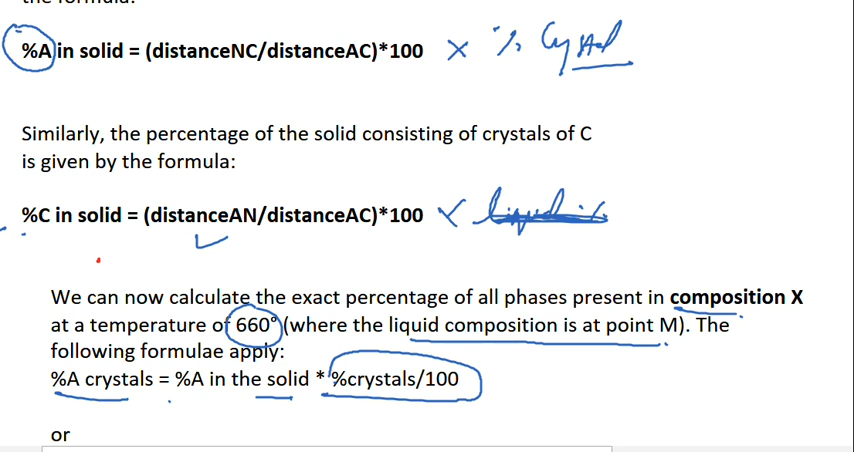 the formula:
%A in solid = (distanceNC/distanceAC)*100 × % Crystal
Similarly, the percentage of the solid consisting of crystals of C
is given by the formula:
%C in solid = (distanceAN/distanceAC)*100
We can now calculate the exact percentage of all phases present in composition X
at a temperature of 660° (where the liquid composition is at point M). The
following formulae apply:
%A crystals = %A in the solid * %crystals/100
or